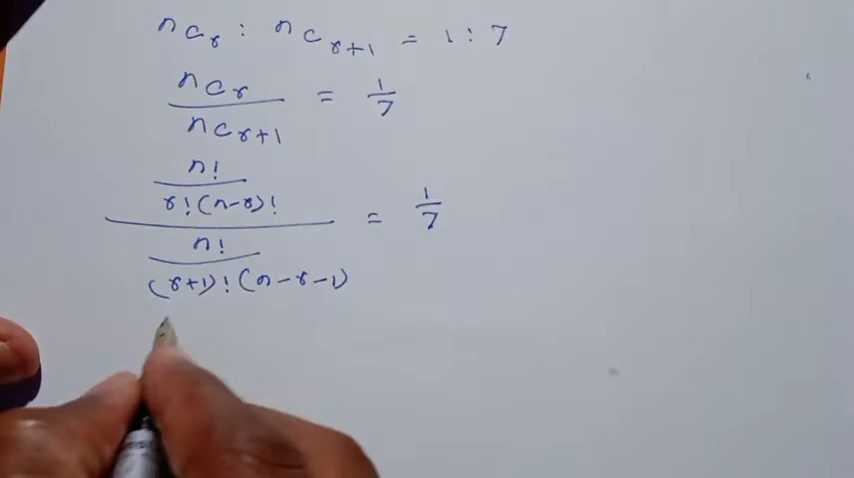 nCr : nCr+1 = 1 : 7
nCr / nCr+1 = 1/7
n! / r!(n-r)! / n! / (r+1)!(n-r-1) = 1/7